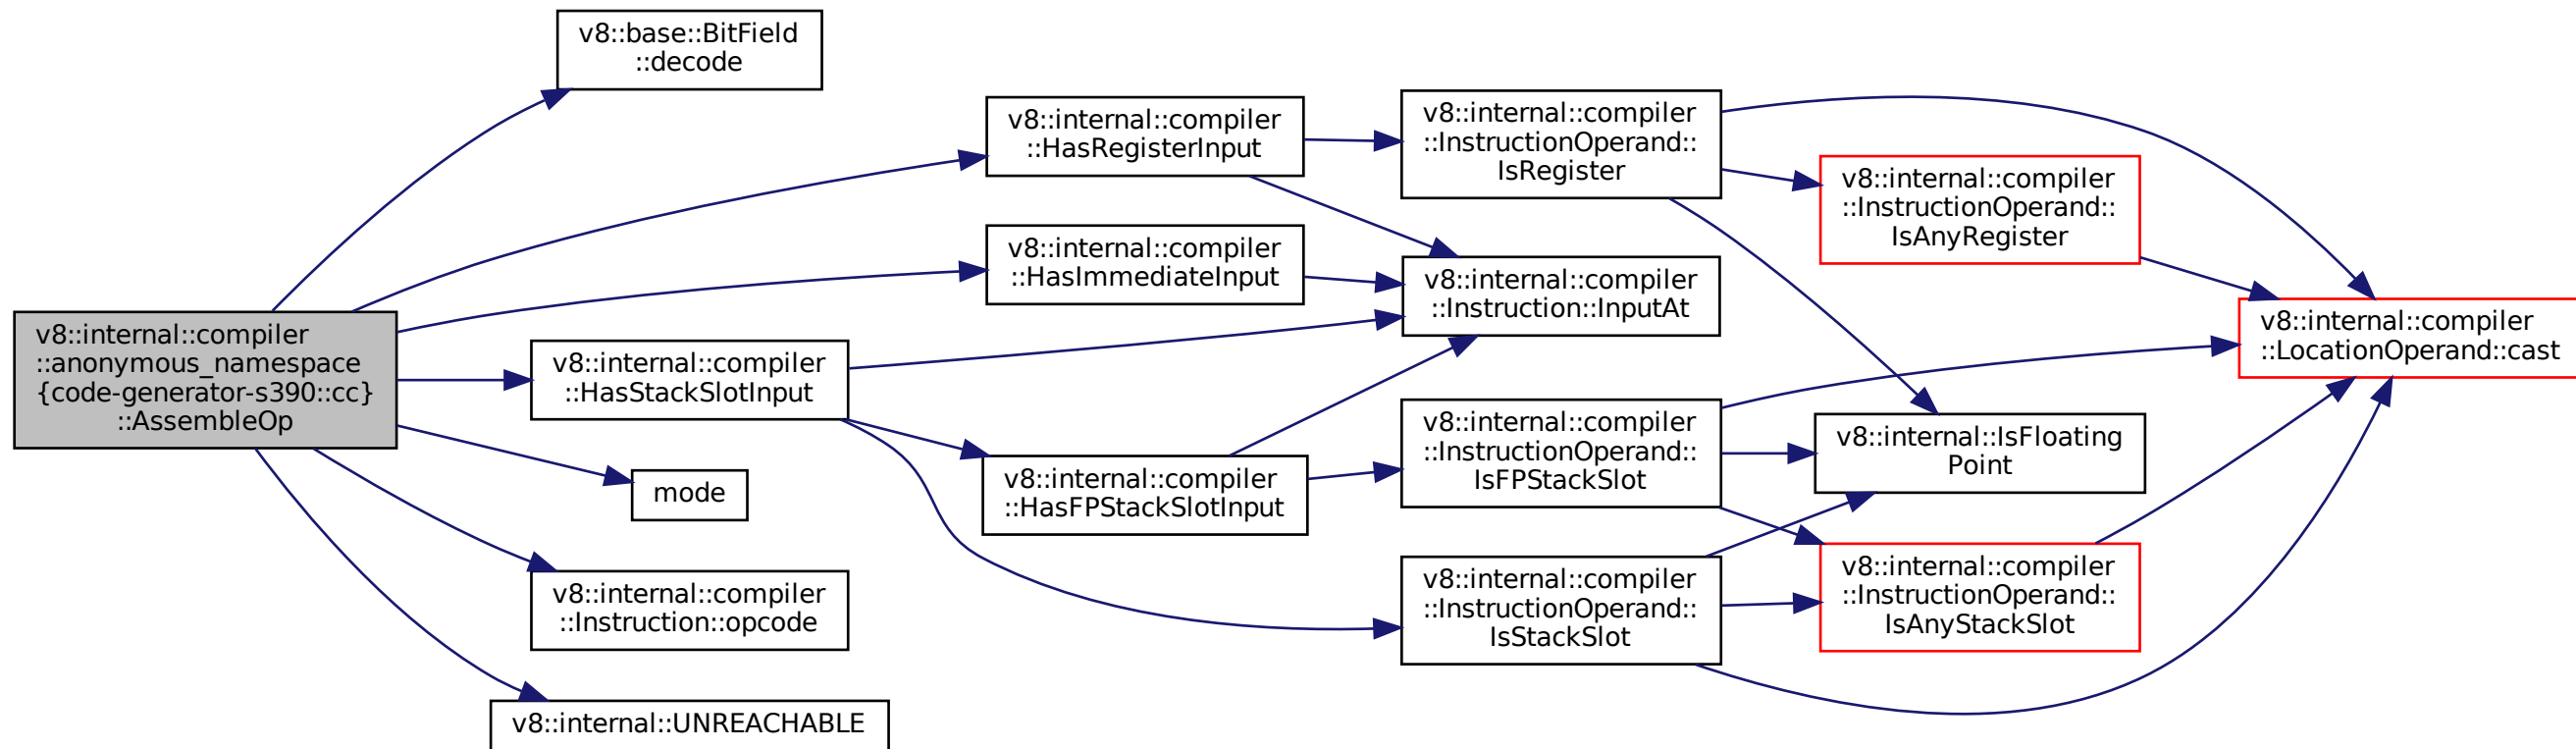 v8::internal::compiler
::anonymous_namespace
{code-generator-s390::cc}
::AssembleOp
v8::base::BitField
::decode
v8::internal::compiler
::HasRegisterInput
v8::internal::compiler
::HasImmediateInput
v8::internal::compiler
::HasStackSlotInput
v8::internal::compiler
::HasFPStackSlotInput
mode
v8::internal::compiler
::Instruction::opcode
v8::internal::UNREACHABLE
v8::internal::compiler
::InstructionOperand::
IsRegister
v8::internal::compiler
::Instruction::InputAt
v8::internal::compiler
::InstructionOperand::
IsFPStackSlot
v8::internal::compiler
::InstructionOperand::
IsStackSlot
v8::internal::compiler
::InstructionOperand::
IsAnyRegister
v8::internal::IsFloating
Point
v8::internal::compiler
::InstructionOperand::
IsAnyStackSlot
v8::internal::compiler
::LocationOperand::cast